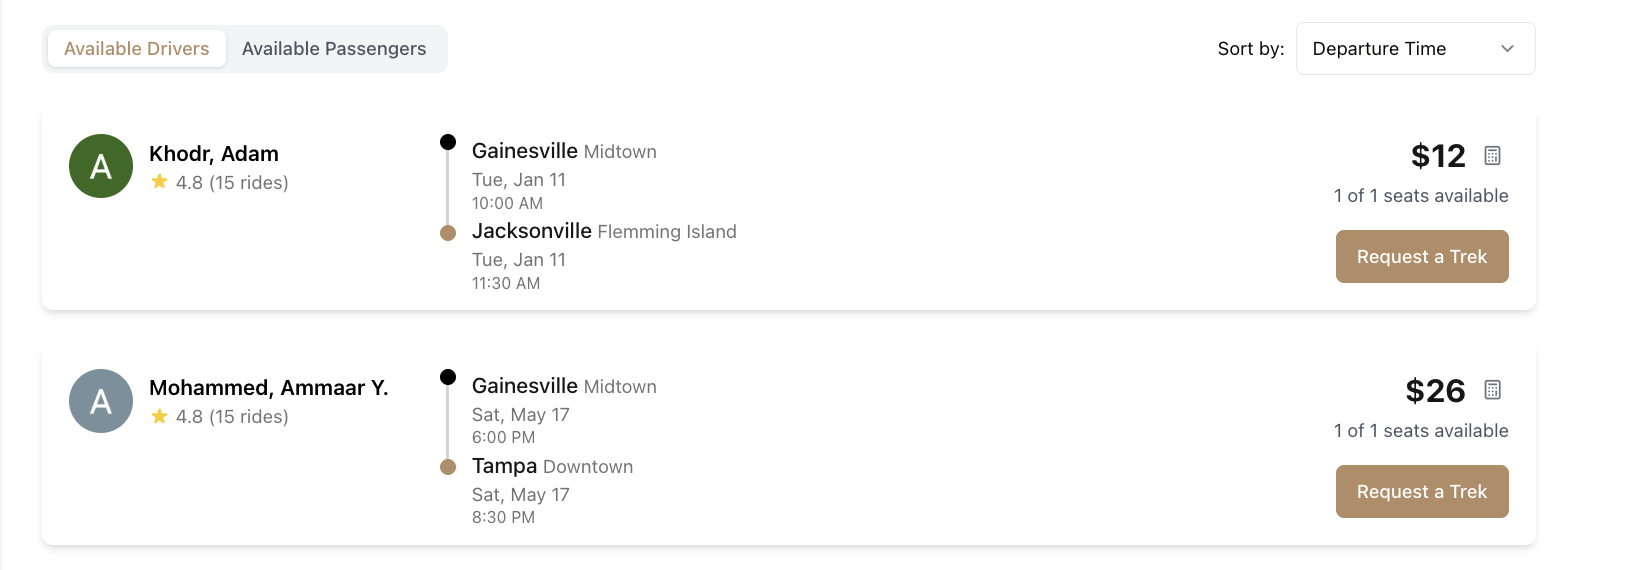 Available Drivers Available Passengers Sort by: Departure Time
A
Khodr, Adam
4.8 (15 rides)
Gainesville Midtown
Tue, Jan 11
10:00 AM
Jacksonville Flemming Island
Tue, Jan 11
11:30 AM
$12
1 of 1 seats available
Request a Trek
A
Mohammed, Ammaar Y.
4.8 (15 rides)
Gainesville Midtown
Sat, May 17
6:00 PM
Tampa Downtown
Sat, May 17
8:30 PM
$26
1 of 1 seats available
Request a Trek